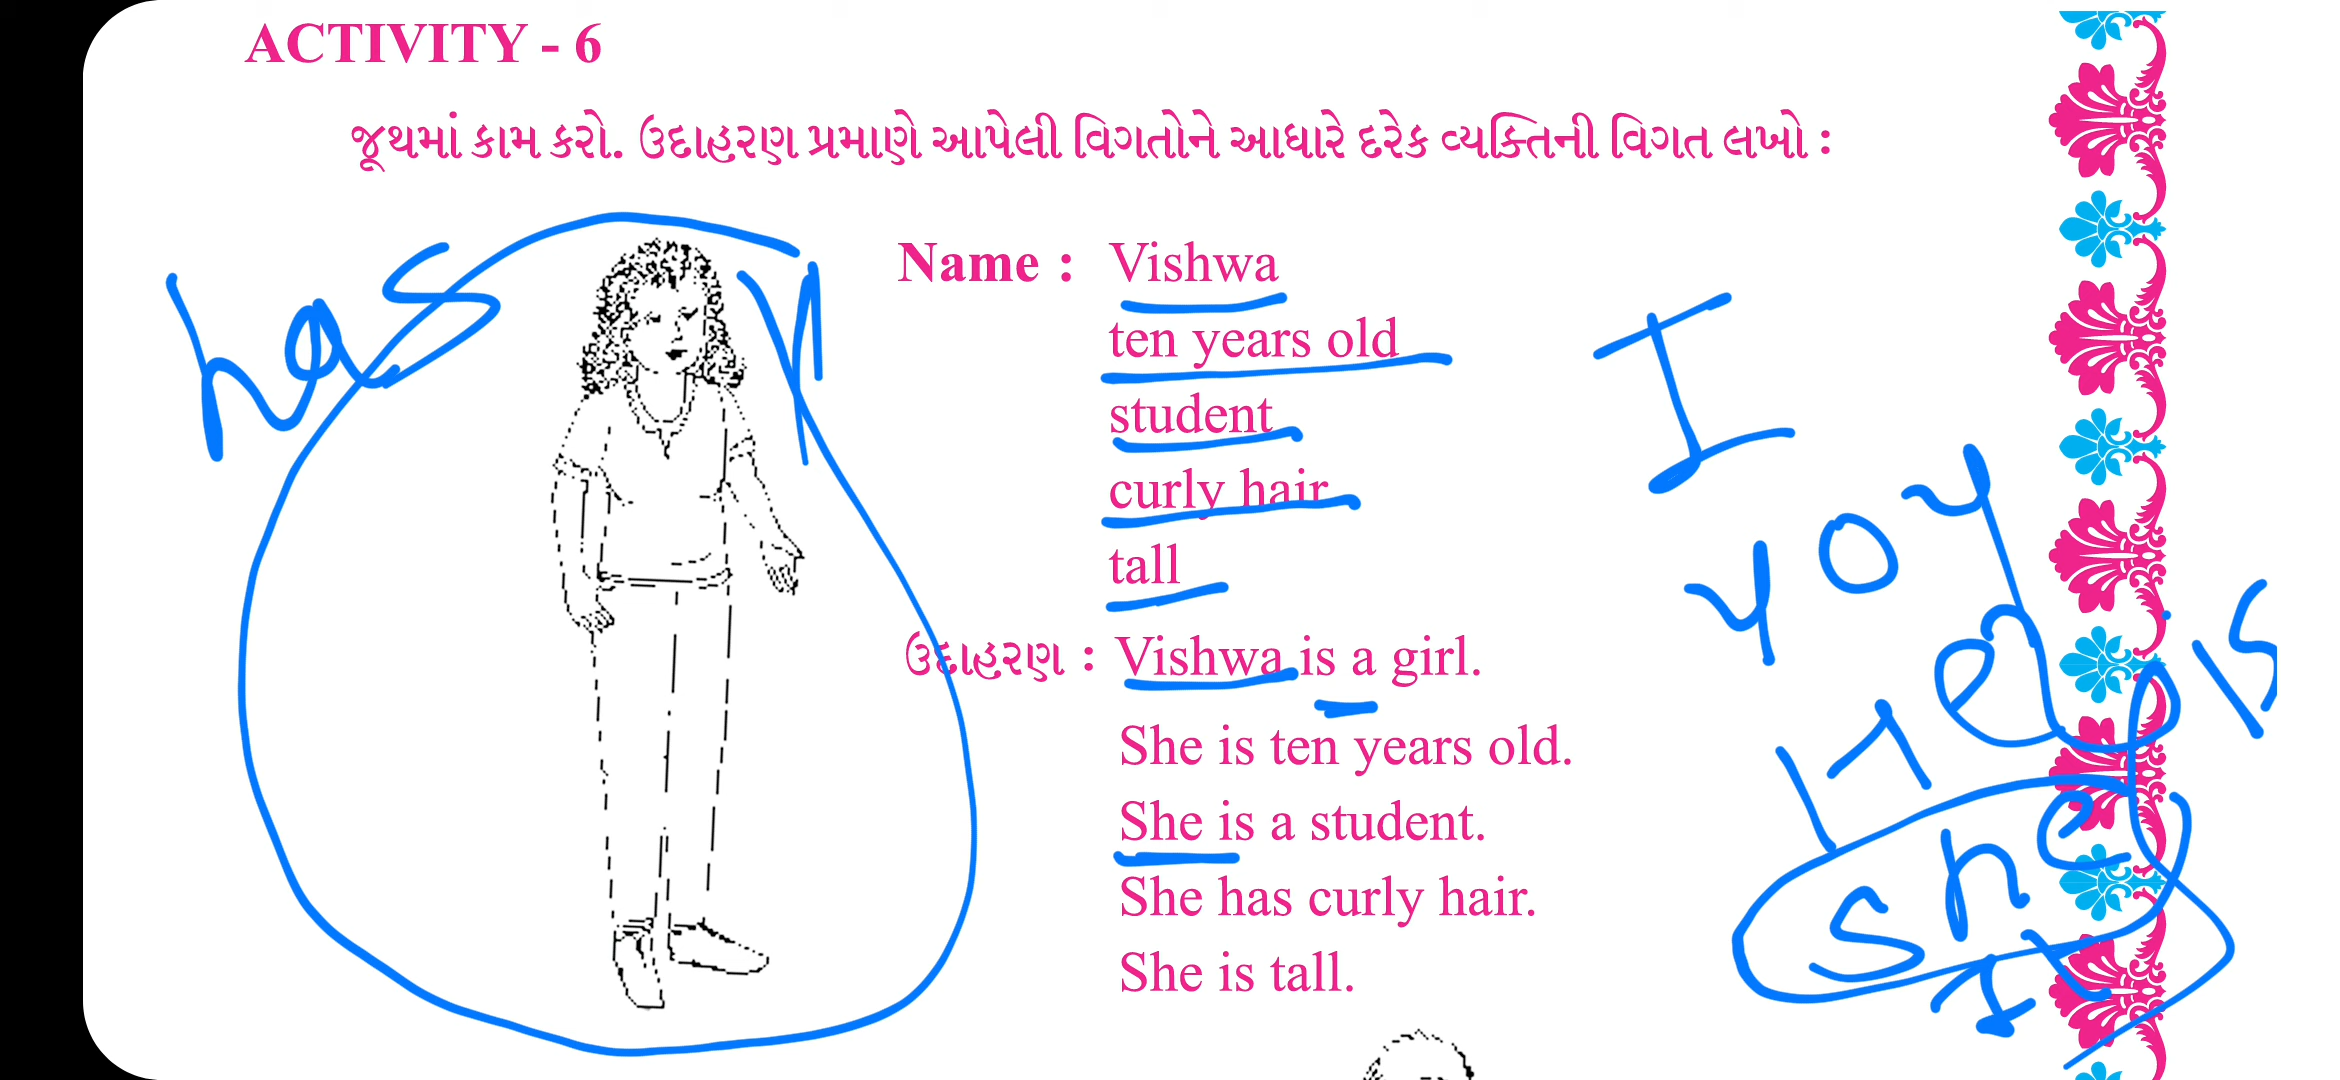 ACTIVITY - 6
જૂથમાં કામ કરો. ઉદાહરણ પ્રમાણે આપેલી વિગતોને આધારે દરેક વ્યક્તિની વિગત લખો :
has
Name : Vishwa
ten years old
student
curly hair
tall
I
yoy
He is
She
It
ઉદાહરણ : Vishwa is a girl.
She is ten years old.
She is a student.
She has curly hair.
She is tall.